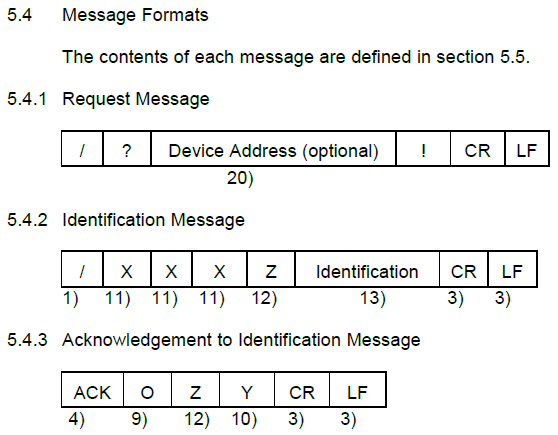 5.4 Message Formats
The contents of each message are defined in section 5.5.
5.4.1 Request Message
/ ? Device Address (optional) ! CR LF
20)
5.4.2 Identification Message
/ X X X Z Identification CR LF
1) 11) 11) 11) 12) 13) 3) 3)
5.4.3 Acknowledgement to Identification Message
ACK O Z Y CR LF
4) 9) 12) 10) 3) 3)